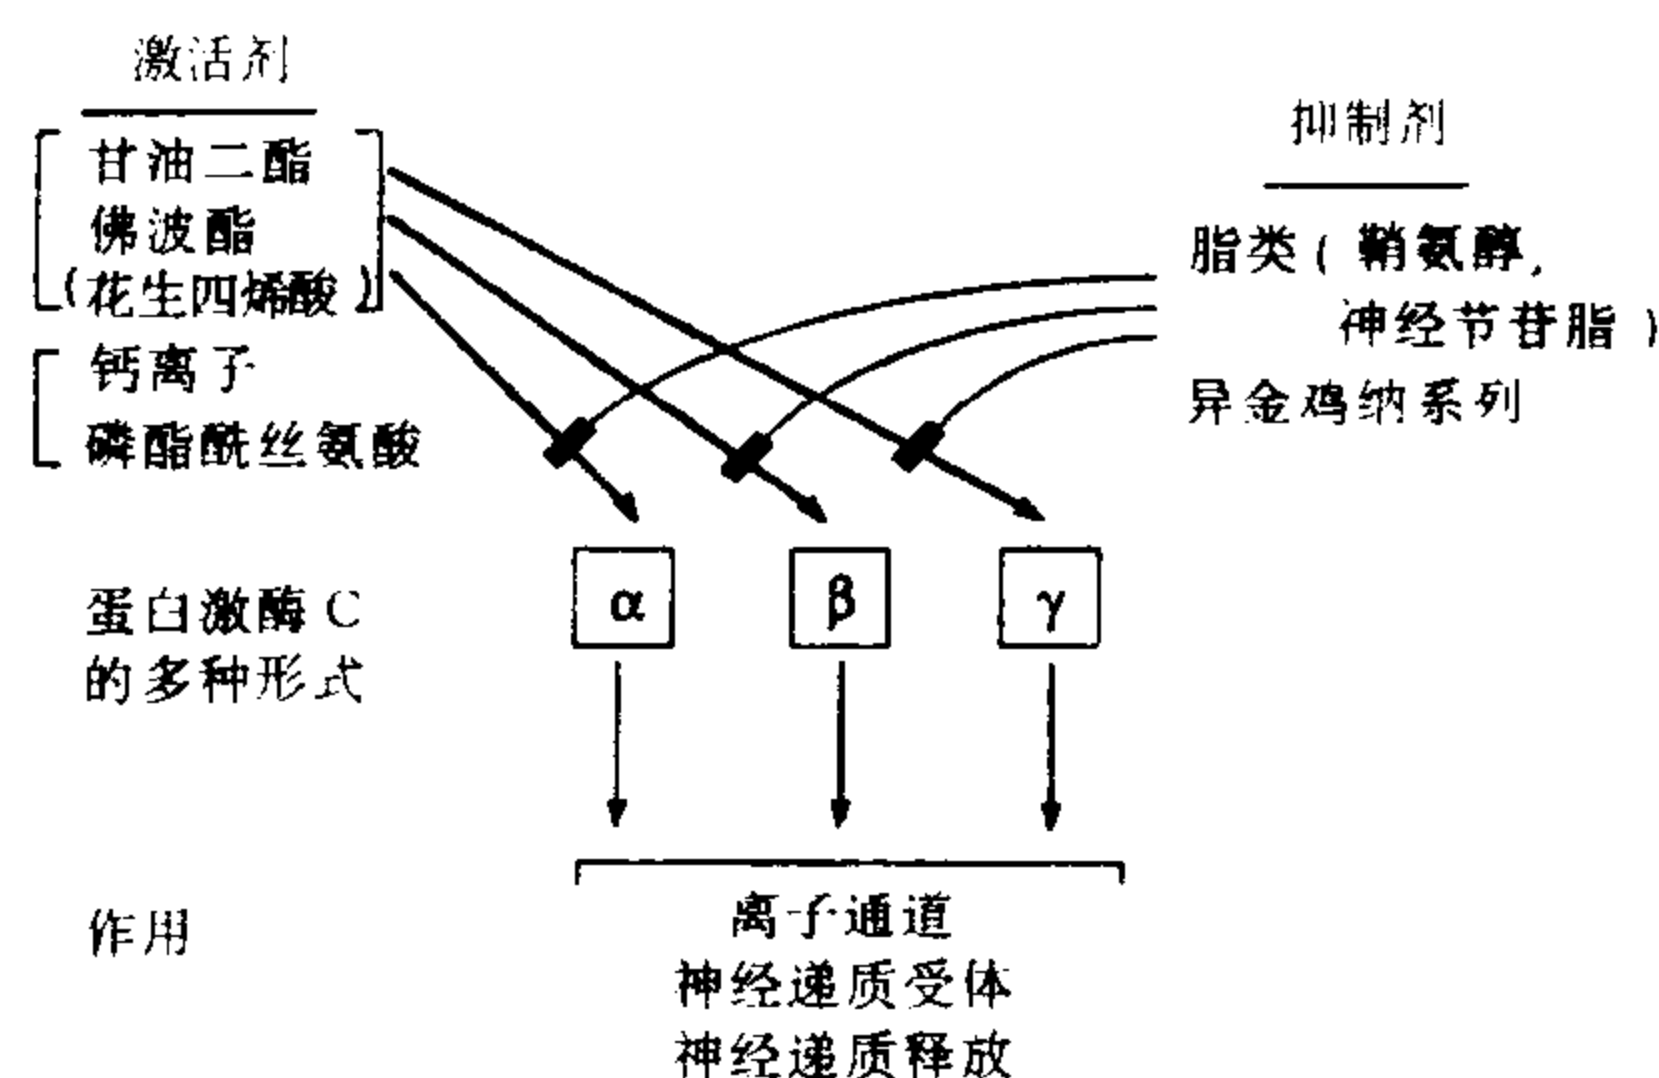 激活剂
甘油二酯
佛波酯
(花生四烯酸)
钙离子
磷酯酰丝氨酸
抑制剂
脂类(鞘氨醇,
神经节苷脂)
异金鸡纳系列
α
β
γ
蛋白激酶C
的多种形式
作用
离子通道
神经递质受体
神经递质释放